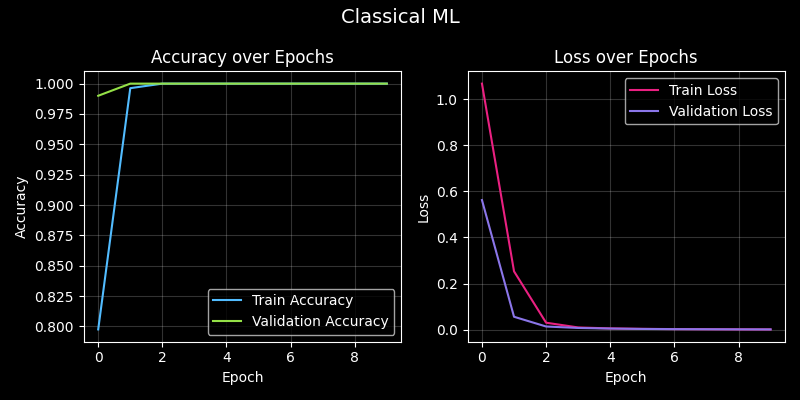 Classical ML
Accuracy over Epochs
1.000
0.975
0.950
0.925
0.900
0.875
0.850
0.825
0.800
Accuracy
Train Accuracy
Validation Accuracy
0 2 4 6 8
Epoch
Loss over Epochs
1.0
0.8
0.6
0.4
0.2
0.0
Loss
Train Loss
Validation Loss
0 2 4 6 8
Epoch